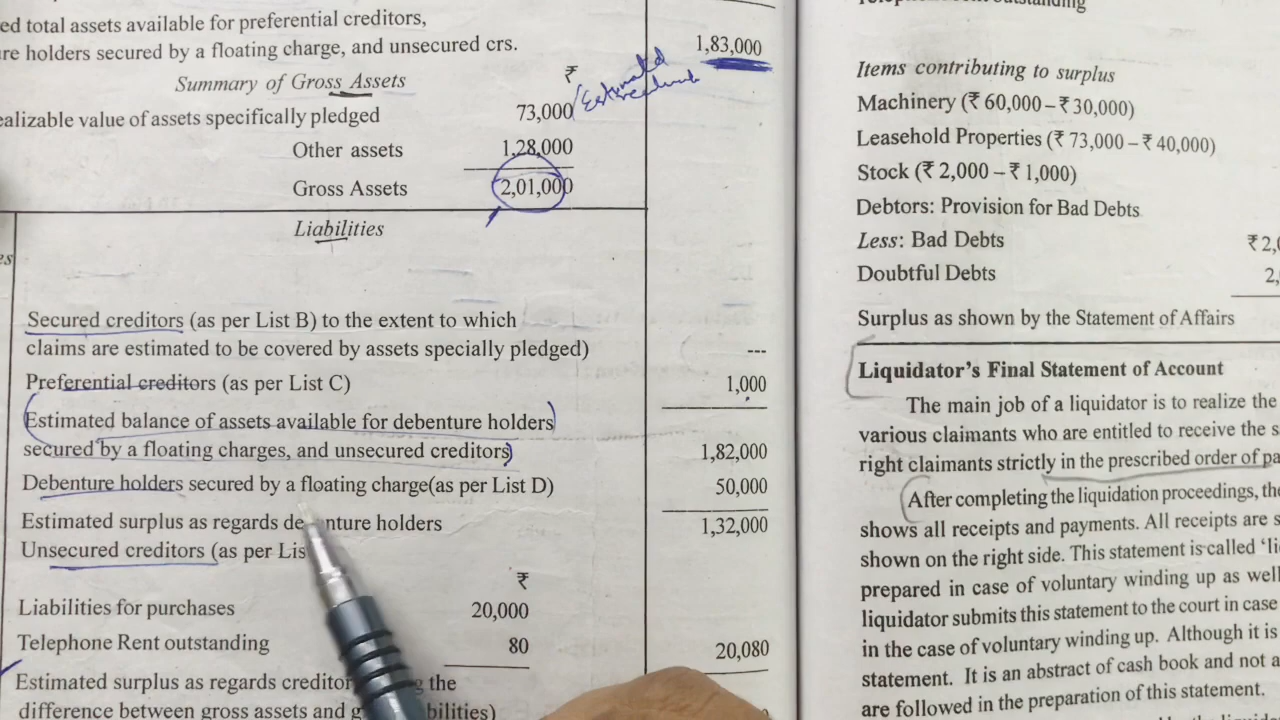 ed total assets available for preferential creditors,
re holders secured by a floating charge, and unsecured crs.
1,83,000
Summary of Gross Assets
₹
Estimated
ealizable value of assets specifically pledged 73,000
Other assets 1,28,000
Gross Assets 2,01,000
Liabilities
es
Secured creditors (as per List B) to the extent to which
claims are estimated to be covered by assets specially pledged) ---
Preferential creditors (as per List C) 1,000
Estimated balance of assets available for debenture holders
secured by a floating charges, and unsecured creditors) 1,82,000
Debenture holders secured by a floating charge(as per List D) 50,000
Estimated surplus as regards de nture holders 1,32,000
Unsecured creditors (as per Lis
₹
Liabilities for purchases 20,000
Telephone Rent outstanding 80 20,080
Estimated surplus as regards creditor g the
difference between gross assets and g bilities)
Items contributing to surplus
Machinery (₹ 60,000 – ₹ 30,000)
Leasehold Properties (₹ 73,000 – ₹ 40,000)
Stock (₹ 2,000 – ₹ 1,000)
Debtors: Provision for Bad Debts
Less: Bad Debts ₹ 2,
Doubtful Debts 2,
Surplus as shown by the Statement of Affairs
Liquidator's Final Statement of Account
The main job of a liquidator is to realize the
various claimants who are entitled to receive the s
right claimants strictly in the prescribed order of pa
After completing the liquidation proceedings, the
shows all receipts and payments. All receipts are s
shown on the right side. This statement is called 'li
prepared in case of voluntary winding up as well
liquidator submits this statement to the court in case
in the case of voluntary winding up. Although it is
statement. It is an abstract of cash book and not a
are followed in the preparation of this statement.